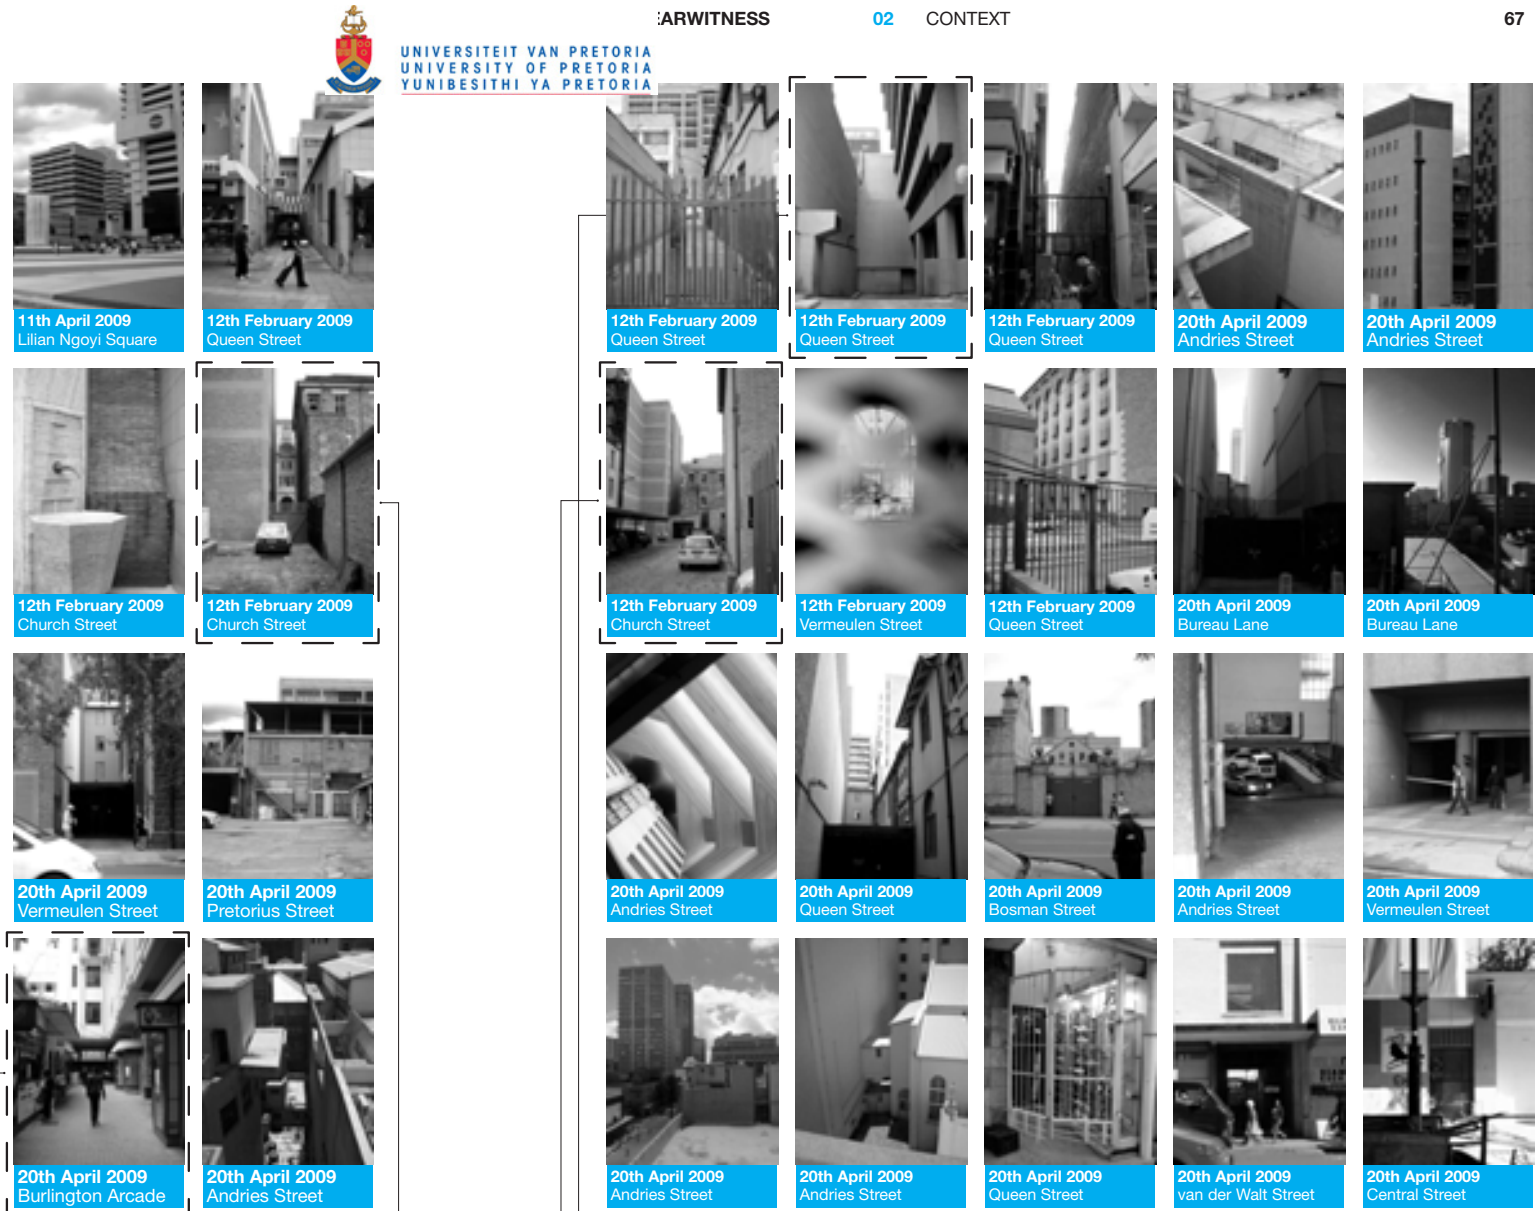 EARWITNESS 02 CONTEXT 67
UNIVERSITEIT VAN PRETORIA
UNIVERSITY OF PRETORIA
YUNIBESITHI YA PRETORIA
11th April 2009
Lilian Ngoyi Square
12th February 2009
Queen Street
12th February 2009
Queen Street
12th February 2009
Queen Street
12th February 2009
Queen Street
20th April 2009
Andries Street
20th April 2009
Andries Street
12th February 2009
Church Street
12th February 2009
Church Street
12th February 2009
Church Street
12th February 2009
Vermeulen Street
12th February 2009
Queen Street
20th April 2009
Bureau Lane
20th April 2009
Bureau Lane
20th April 2009
Vermeulen Street
20th April 2009
Pretorius Street
20th April 2009
Andries Street
20th April 2009
Queen Street
20th April 2009
Bosman Street
20th April 2009
Andries Street
20th April 2009
Vermeulen Street
20th April 2009
Burlington Arcade
20th April 2009
Andries Street
20th April 2009
Andries Street
20th April 2009
Andries Street
20th April 2009
Queen Street
20th April 2009
van der Walt Street
20th April 2009
Central Street